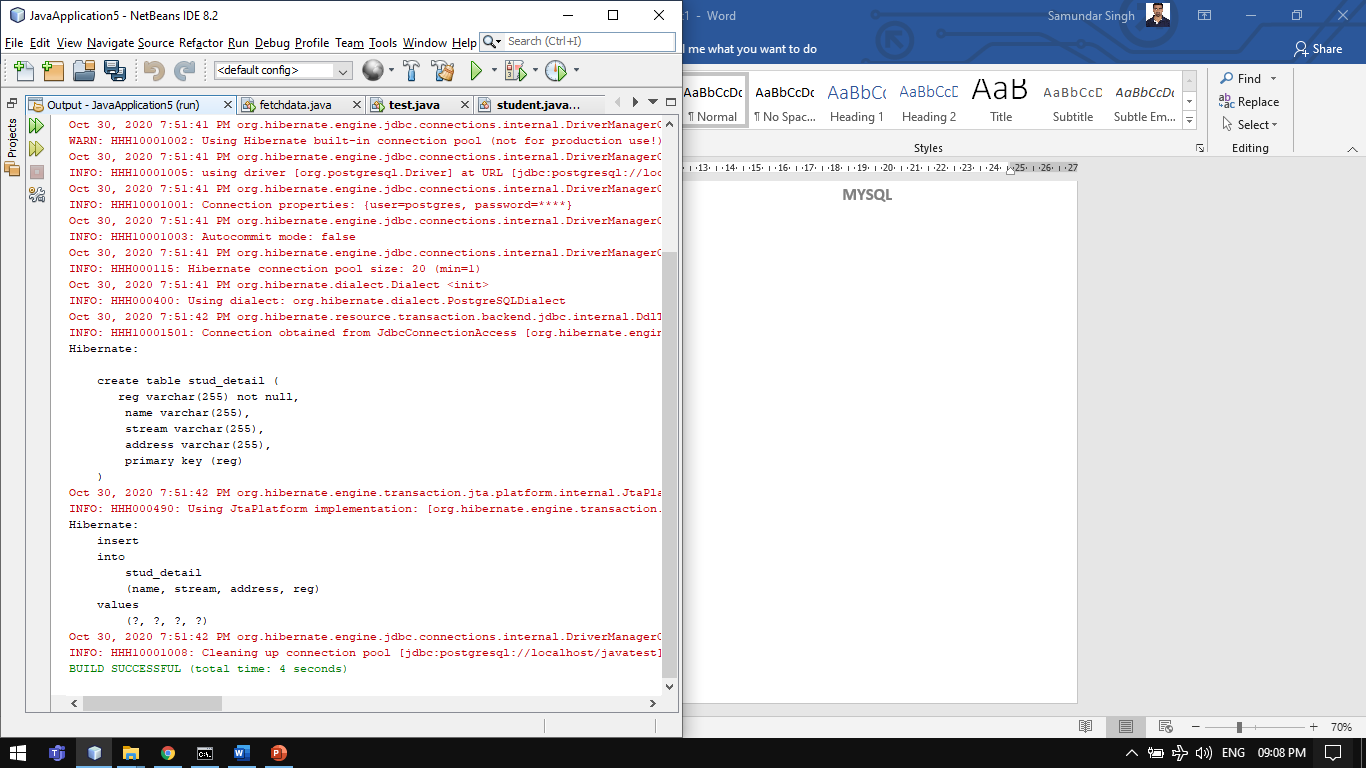 JavaApplication5 - NetBeans IDE 8.2
File Edit View Navigate Source Refactor Run Debug Profile Team Tools Window Help
Search (Ctrl+I)
<default config>
Output - JavaApplication5 (run)
fetchdata.java
test.java
student.java...
Projects
Oct 30, 2020 7:51:41 PM org.hibernate.engine.jdbc.connections.internal.DriverManagerC
WARN: HHH10001002: Using Hibernate built-in connection pool (not for production use!)
Oct 30, 2020 7:51:41 PM org.hibernate.engine.jdbc.connections.internal.DriverManagerC
INFO: HHH10001005: using driver [org.postgresql.Driver] at URL [jdbc:postgresql://loc
Oct 30, 2020 7:51:41 PM org.hibernate.engine.jdbc.connections.internal.DriverManagerC
INFO: HHH10001001: Connection properties: {user=postgres, password=****}
Oct 30, 2020 7:51:41 PM org.hibernate.engine.jdbc.connections.internal.DriverManagerC
INFO: HHH10001003: Autocommit mode: false
Oct 30, 2020 7:51:41 PM org.hibernate.engine.jdbc.connections.internal.DriverManagerC
INFO: HHH000115: Hibernate connection pool size: 20 (min=1)
Oct 30, 2020 7:51:41 PM org.hibernate.dialect.Dialect <init>
INFO: HHH000400: Using dialect: org.hibernate.dialect.PostgreSQLDialect
Oct 30, 2020 7:51:42 PM org.hibernate.resource.transaction.backend.jdbc.internal.DdlT
INFO: HHH10001501: Connection obtained from JdbcConnectionAccess [org.hibernate.engin
Hibernate:
create table stud_detail (
reg varchar(255) not null,
name varchar(255),
stream varchar(255),
address varchar(255),
primary key (reg)
)
Oct 30, 2020 7:51:42 PM org.hibernate.engine.transaction.jta.platform.internal.JtaPla
INFO: HHH000490: Using JtaPlatform implementation: [org.hibernate.engine.transaction.
Hibernate:
insert
into
stud_detail
(name, stream, address, reg)
values
(?, ?, ?, ?)
Oct 30, 2020 7:51:42 PM org.hibernate.engine.jdbc.connections.internal.DriverManagerC
INFO: HHH10001008: Cleaning up connection pool [jdbc:postgresql://localhost/javatest]
BUILD SUCCESSFUL (total time: 4 seconds)
1 - Word
Samundar Singh
l me what you want to do
Share
AaBbCcDc AaBbCcDc AaBbCc AaBbCcD AaB AaBbCcD AaBbCcDc
¶ Normal ¶ No Spac... Heading 1 Heading 2 Title Subtitle Subtle Em...
Styles
Find
Replace
Select
Editing
13 14 15 16 17 18 19 20 21 22 23 24 25 26 27
MYSQL
70%
ENG 09:08 PM